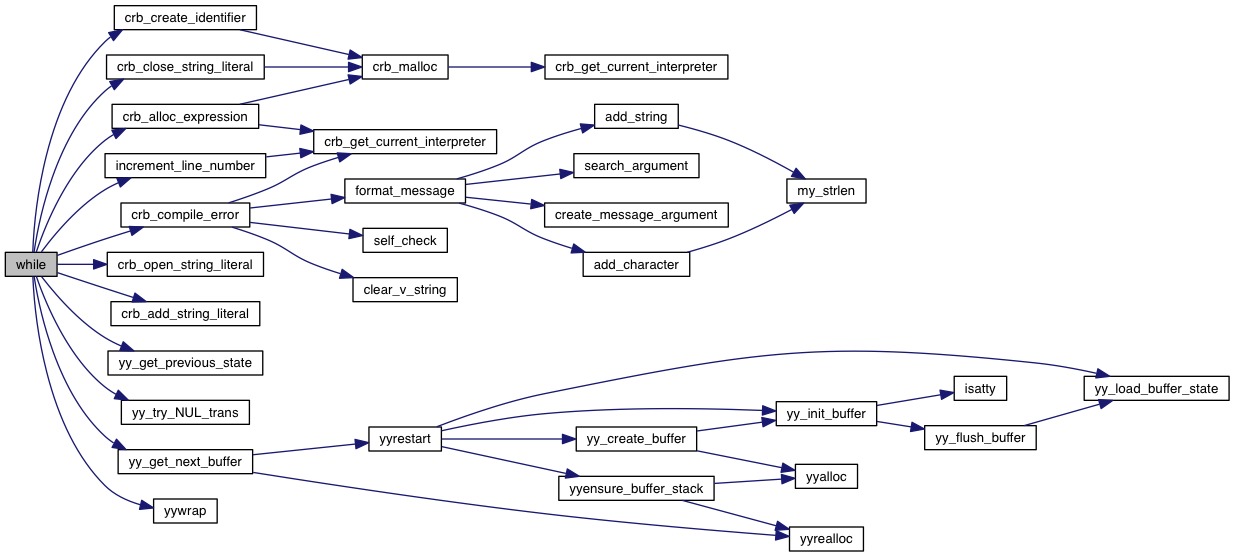 while
crb_create_identifier
crb_close_string_literal
crb_alloc_expression
increment_line_number
crb_compile_error
crb_open_string_literal
crb_add_string_literal
yy_get_previous_state
yy_try_NUL_trans
yy_get_next_buffer
yywrap
crb_malloc
crb_get_current_interpreter
format_message
self_check
clear_v_string
yyrestart
crb_get_current_interpreter
add_string
search_argument
create_message_argument
add_character
yy_create_buffer
yyensure_buffer_stack
my_strlen
yy_init_buffer
yyalloc
yyrealloc
isatty
yy_flush_buffer
yy_load_buffer_state